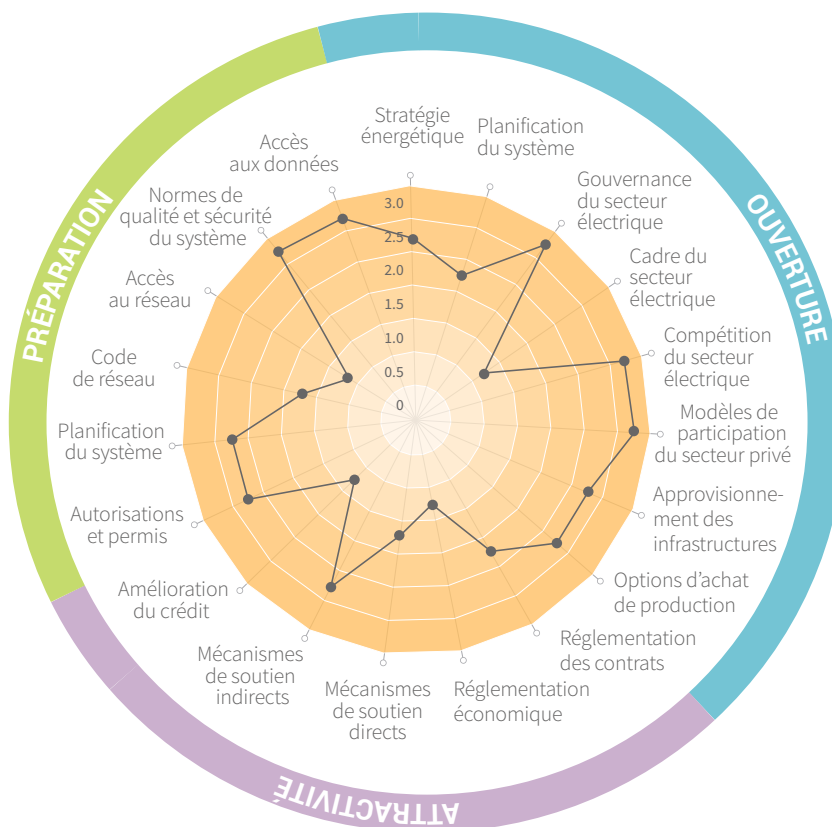 Stratégie
énergétique
Planification
du système
Gouvernance
du secteur
électrique
Cadre du
secteur
électrique
Compétition
du secteur
électrique
Modèles de
participation
du secteur privé
Approvisionne-
ment des
infrastructures
Options d’achat
de production
Réglementation
des contrats
Réglementation
économique
Mécanismes
de soutien
directs
Mécanismes
de soutien
indirects
Amélioration
du crédit
Autorisations
et permis
Planification
du système
Code
de réseau
Accès
au réseau
Normes de
qualité et sécurité
du système
Accès
aux données
3.0
2.5
2.0
1.5
1.0
0.5
0
OUVERTURE
ATTRACTIVITÉ
PRÉPARATION